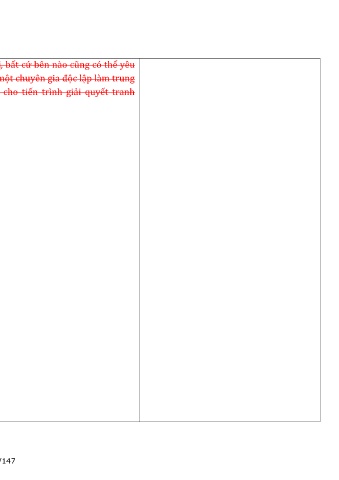 , bất cứ bên nào cũng có thể yêu
một chuyên gia độc lập làm trung
cho tiến trình giải quyết tranh
/147